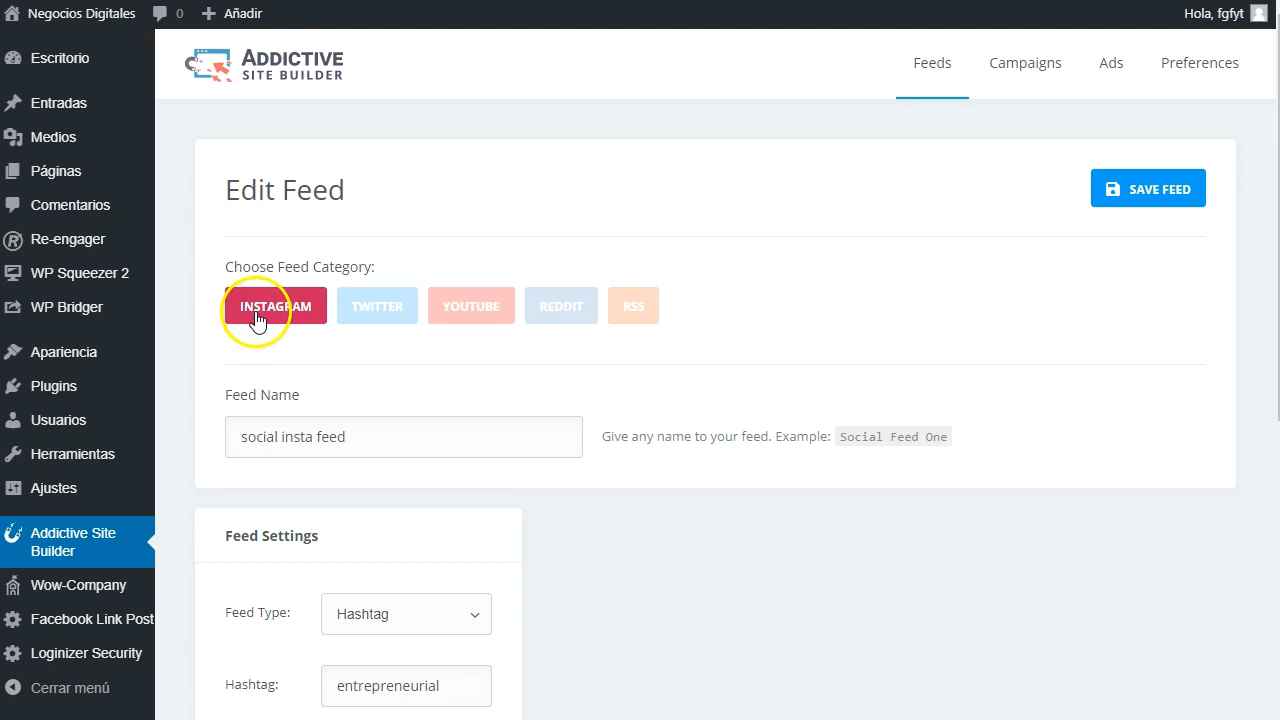 Negocios Digitales 0 Añadir Hola, fgfyt
Escritorio
Entradas
Medios
Páginas
Comentarios
Re-engager
WP Squeezer 2
WP Bridger
Apariencia
Plugins
Usuarios
Herramientas
Ajustes
Addictive Site
Builder
Wow-Company
Facebook Link Post
Loginizer Security
Cerrar menú
ADDICTIVE
SITE BUILDER
Feeds Campaigns Ads Preferences
Edit Feed
SAVE FEED
Choose Feed Category:
INSTAGRAM TWITTER YOUTUBE REDDIT RSS
Feed Name
social insta feed Give any name to your feed. Example: Social Feed One
Feed Settings
Feed Type: Hashtag
Hashtag: entrepreneurial